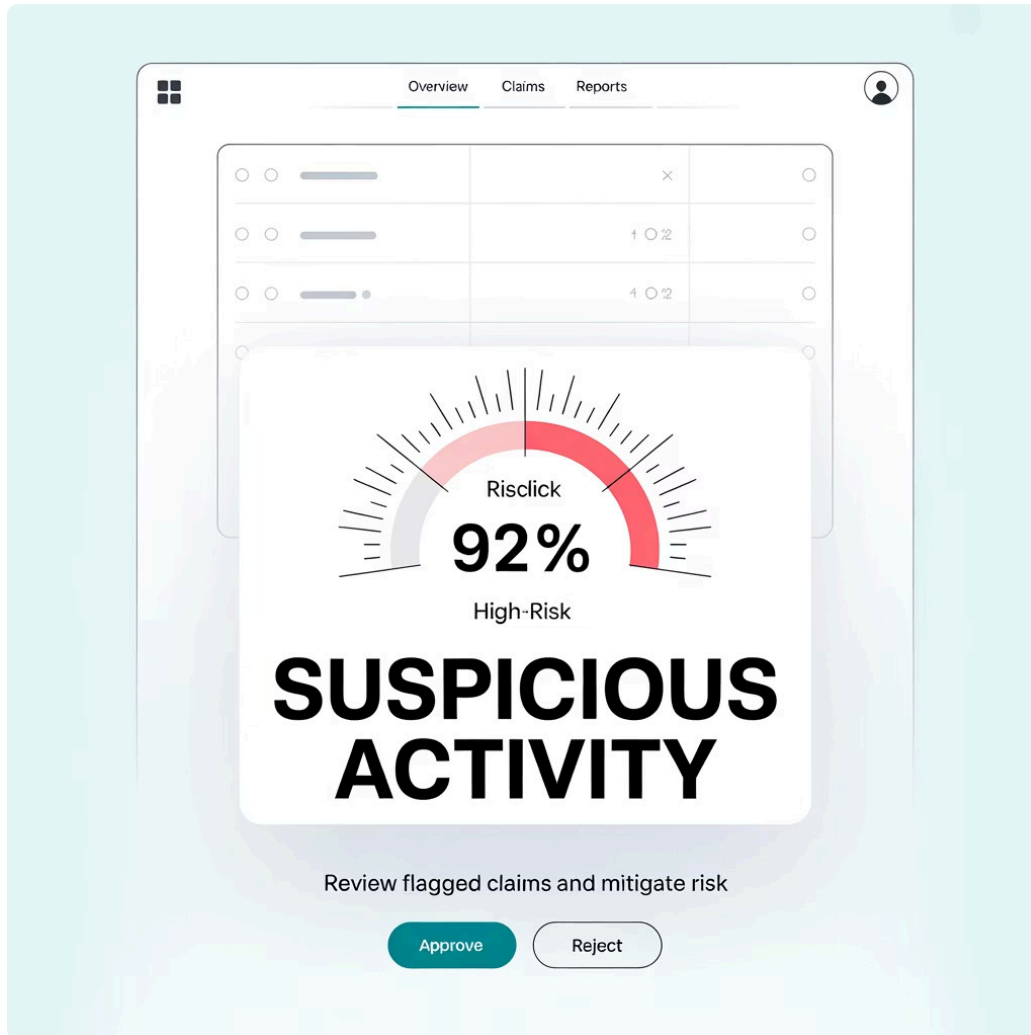 Overview Claims Reports
Risclick
92%
High-Risk
SUSPICIOUS
ACTIVITY
Review flagged claims and mitigate risk
Approve Reject